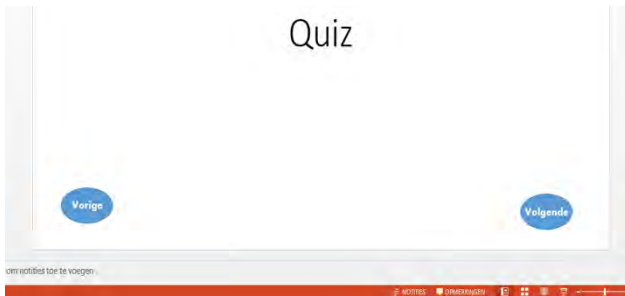 Quiz
Vorige
Volgende
om notities toe te voegen
NOTITIES OPMERKINGEN